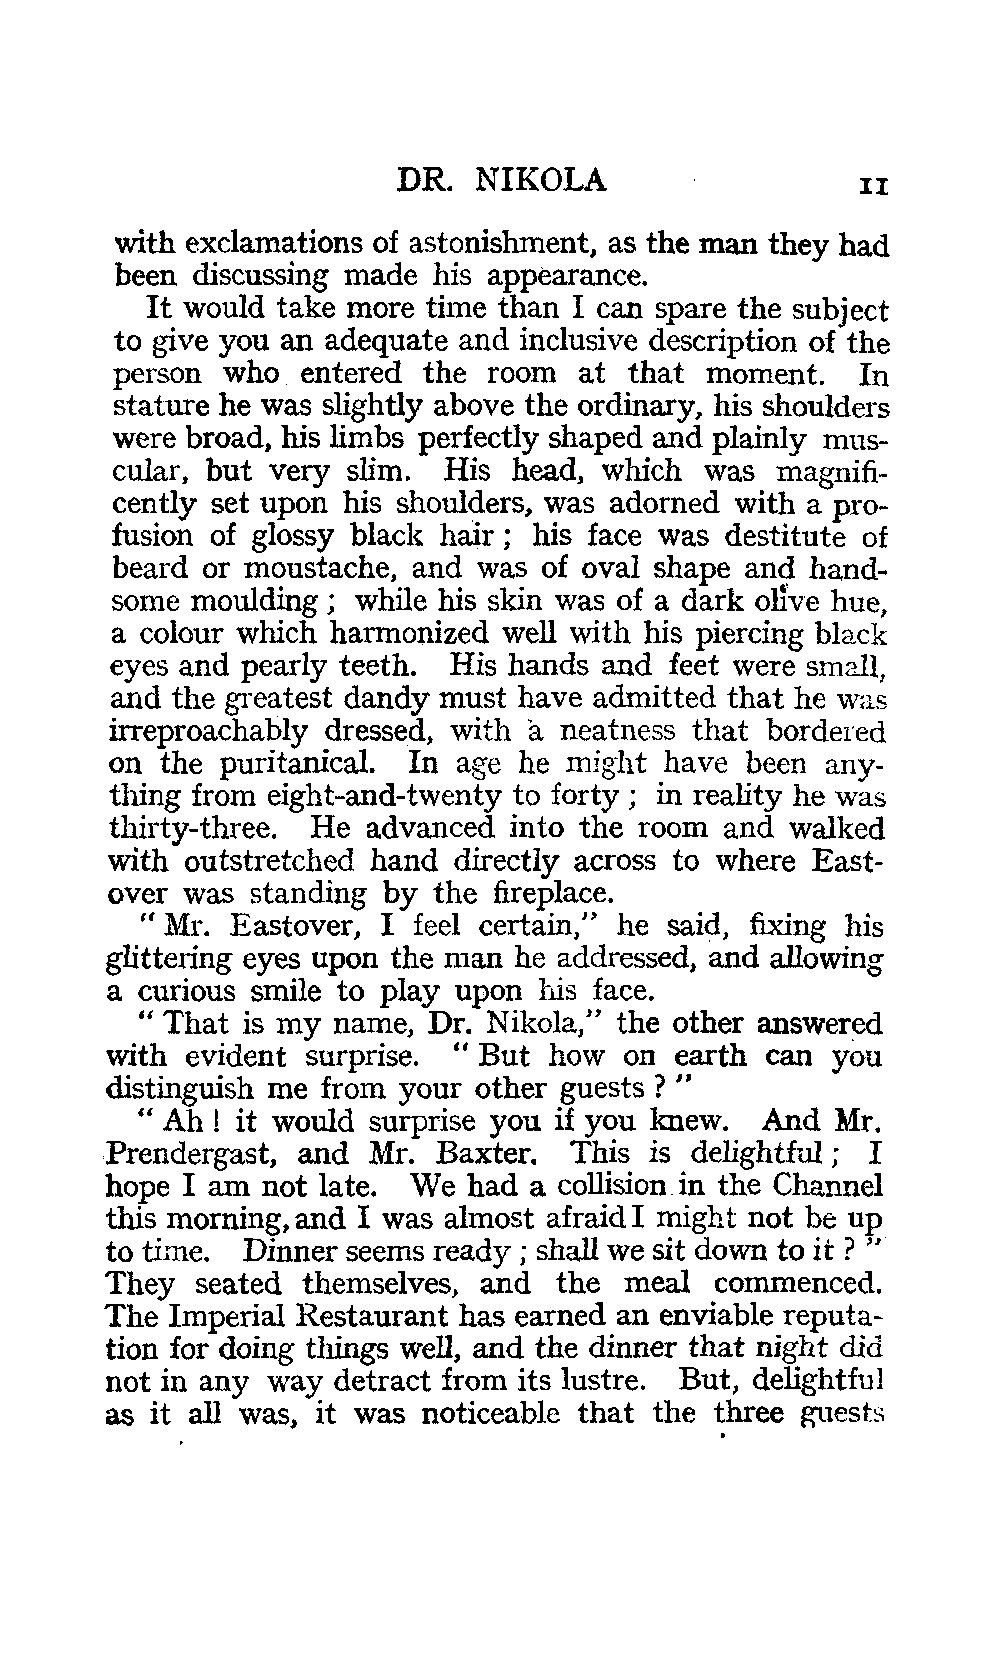 DR. NIKOLA 11
with exclamations of astonishment, as the man they had
been discussing made his appearance.
It would take more time than I can spare the subject
to give you an adequate and inclusive description of the
person who entered the room at that moment. In
stature he was slightly above the ordinary, his shoulders
were broad, his limbs perfectly shaped and plainly mus-
cular, but very slim. His head, which was magnifi-
cently set upon his shoulders, was adorned with a pro-
fusion of glossy black hair ; his face was destitute of
beard or moustache, and was of oval shape and hand-
some moulding ; while his skin was of a dark olive hue,
a colour which harmonized well with his piercing black
eyes and pearly teeth. His hands and feet were small,
and the greatest dandy must have admitted that he was
irreproachably dressed, with a neatness that bordered
on the puritanical. In age he might have been any-
thing from eight-and-twenty to forty ; in reality he was
thirty-three. He advanced into the room and walked
with outstretched hand directly across to where East-
over was standing by the fireplace.
“ Mr. Eastover, I feel certain,” he said, fixing his
glittering eyes upon the man he addressed, and allowing
a curious smile to play upon his face.
“ That is my name, Dr. Nikola,” the other answered
with evident surprise. “ But how on earth can you
distinguish me from your other guests ? ”
“ Ah ! it would surprise you if you knew. And Mr.
Prendergast, and Mr. Baxter. This is delightful ; I
hope I am not late. We had a collision in the Channel
this morning, and I was almost afraid I might not be up
to time. Dinner seems ready ; shall we sit down to it ? ”
They seated themselves, and the meal commenced.
The Imperial Restaurant has earned an enviable reputa-
tion for doing things well, and the dinner that night did
not in any way detract from its lustre. But, delightful
as it all was, it was noticeable that the three guests